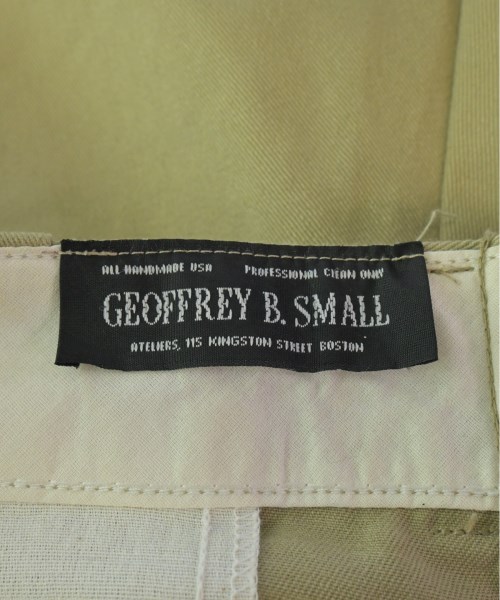 ALL HANDMADE USA PROFESSIONAL CLEAN ONLY
GEOFFREY B. SMALL
ATELIERS, 115 KINGSTON STREET BOSTON